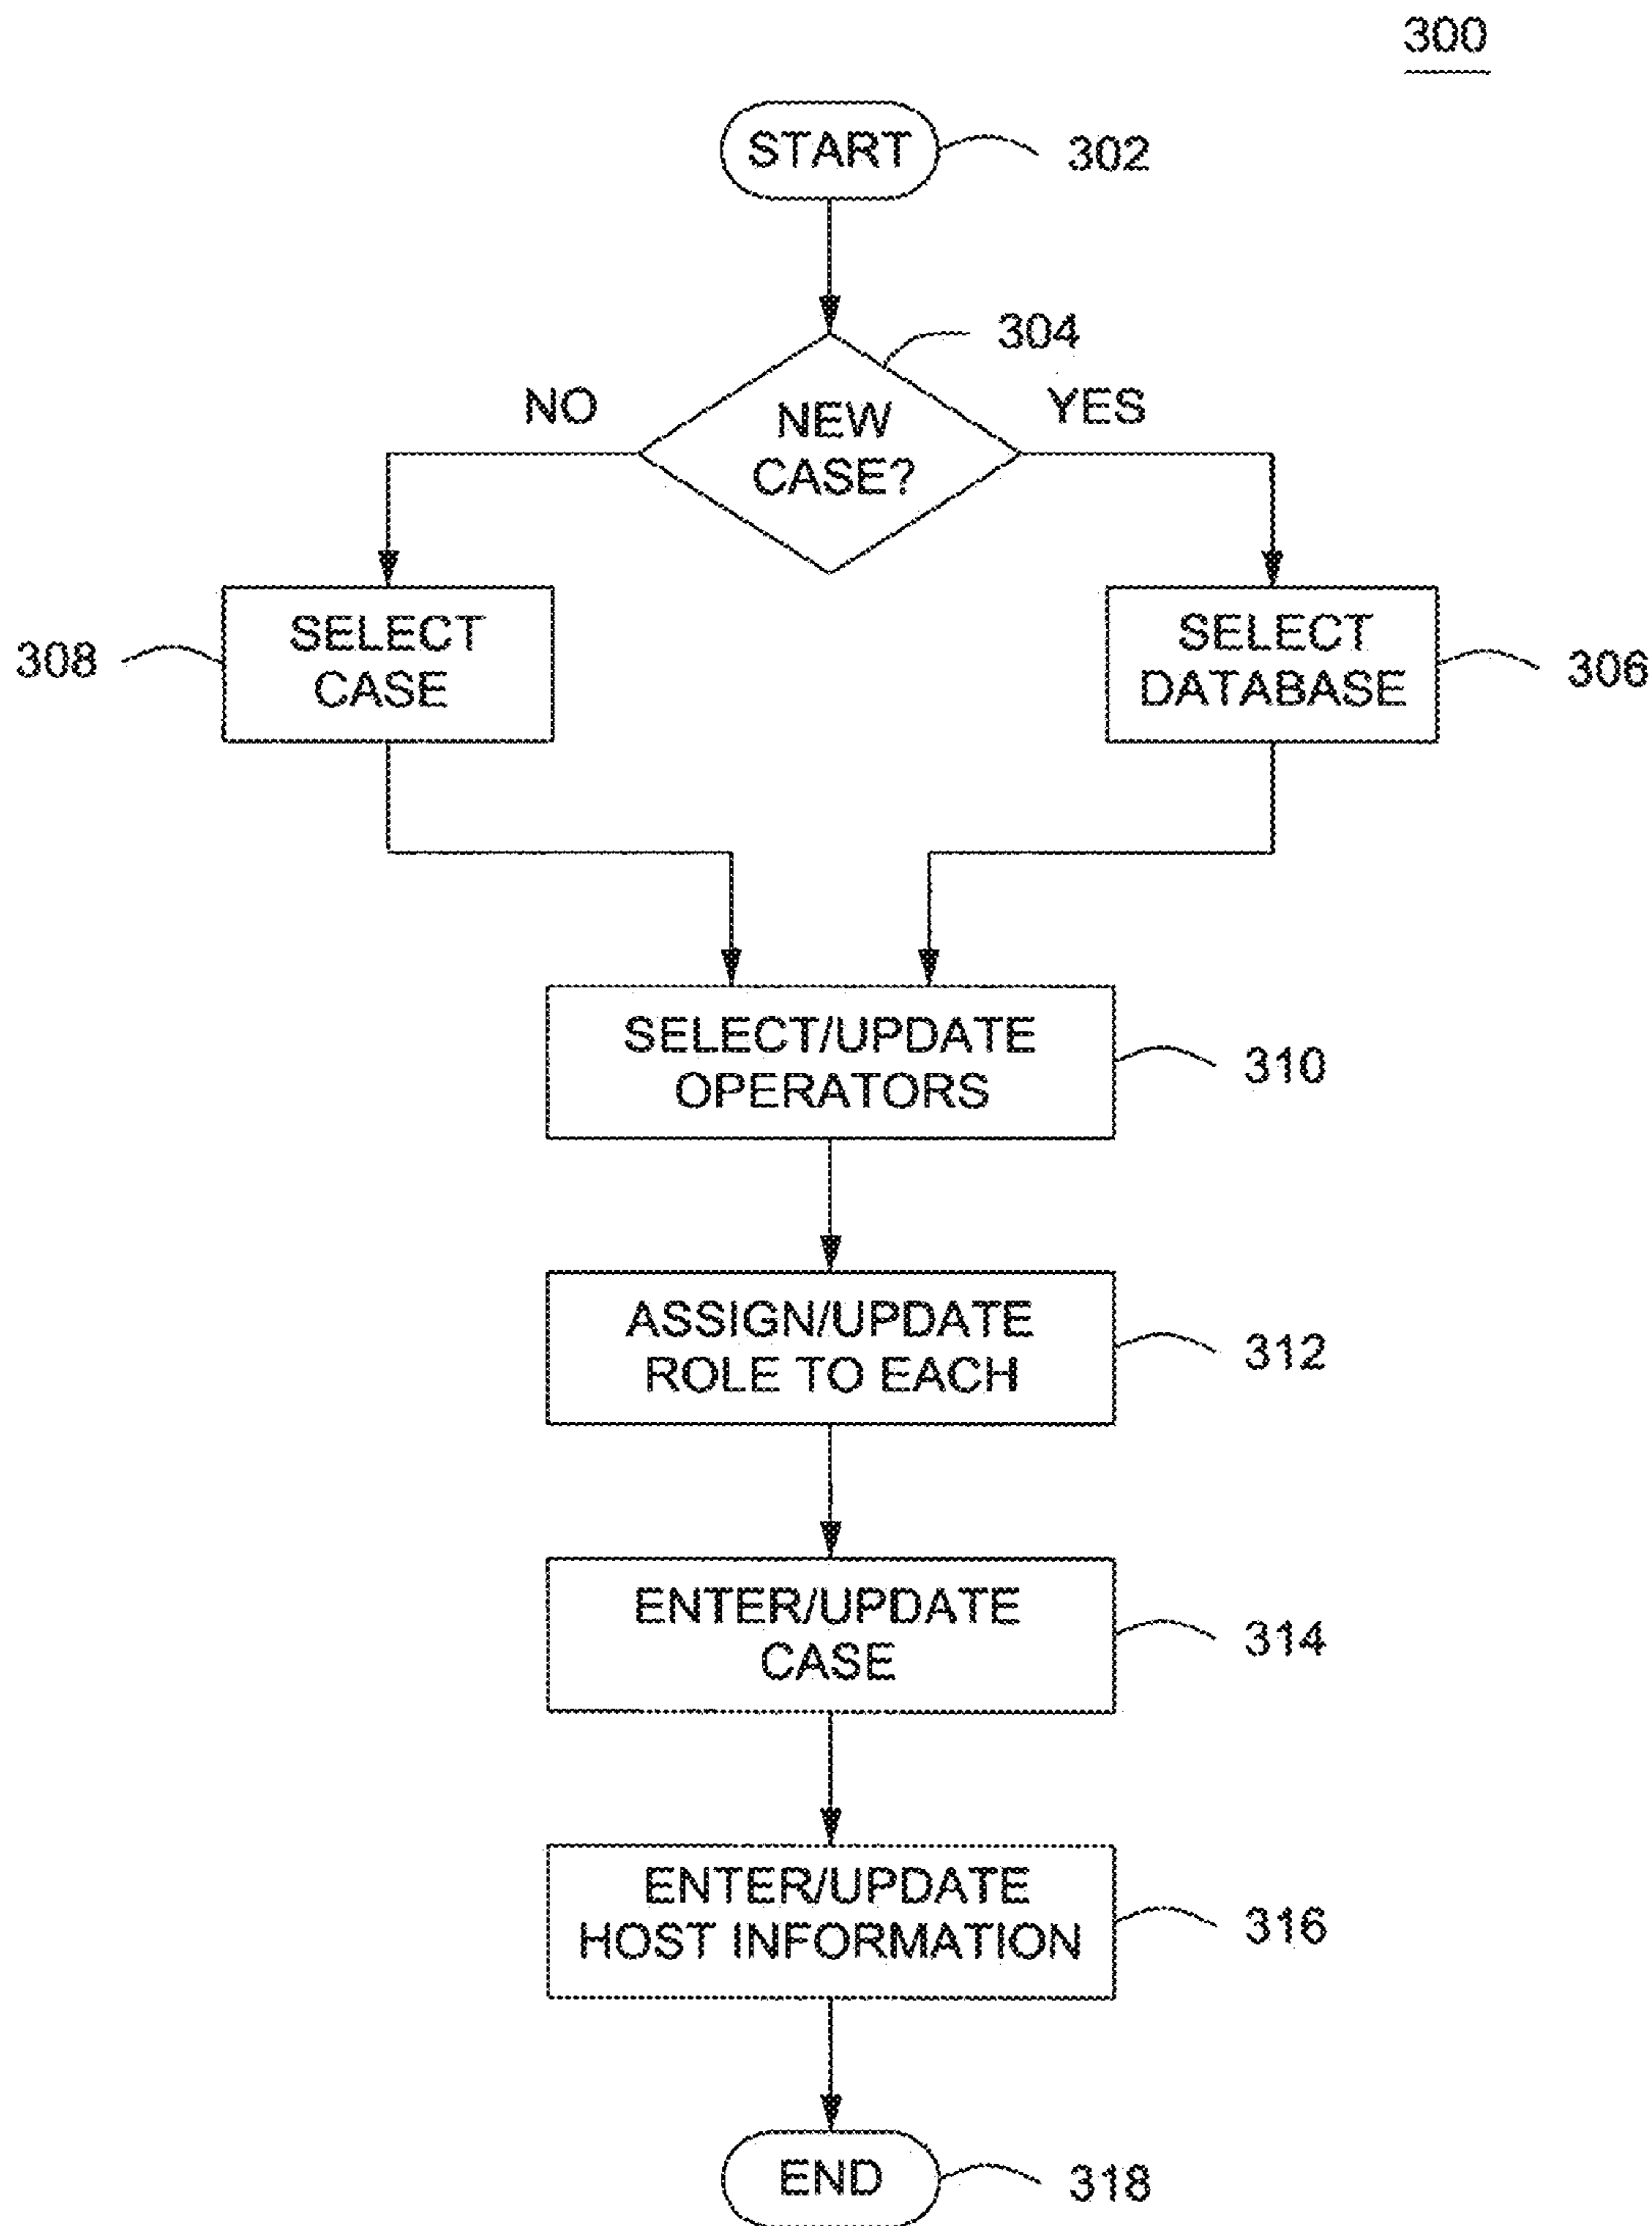 300
START
302
304
NO
YES
NEW
CASE?
308
SELECT
CASE
SELECT
DATABASE
306
SELECT/UPDATE
OPERATORS
310
ASSIGN/UPDATE
ROLE TO EACH
312
ENTER/UPDATE
CASE
314
ENTER/UPDATE
HOST INFORMATION
316
END
318